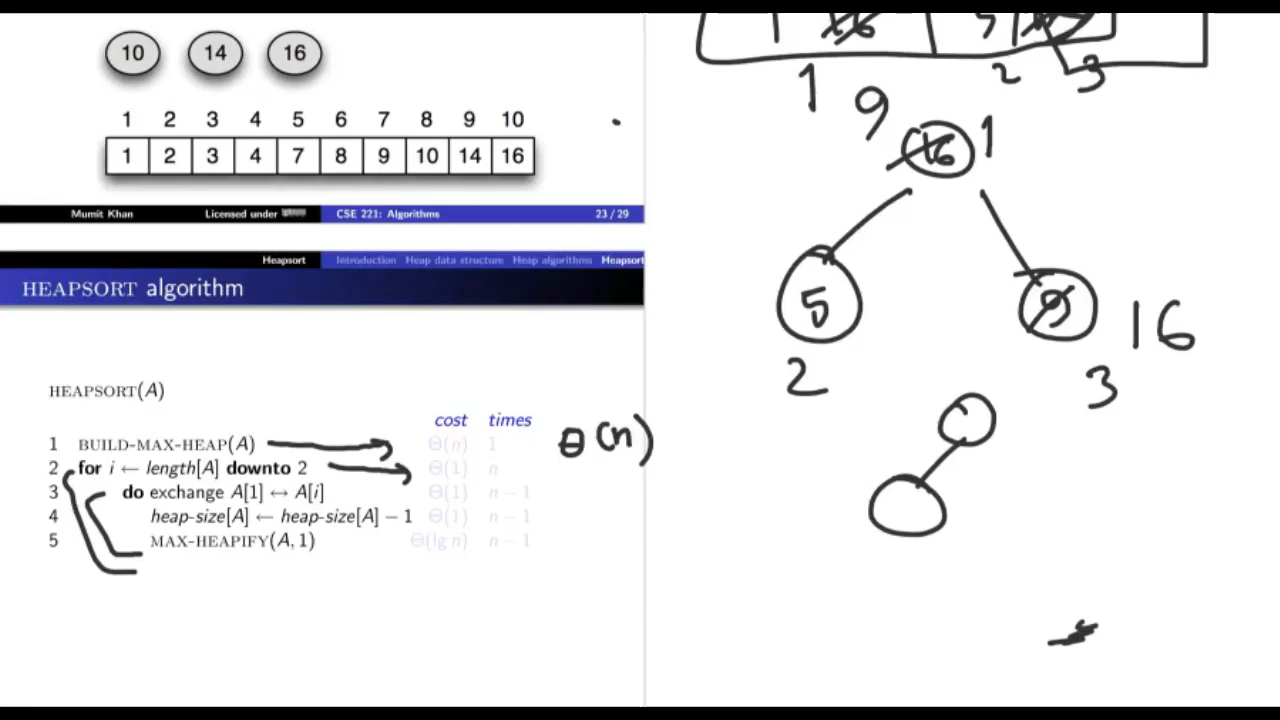 10 14 16
1 2 3 4 5 6 7 8 9 10
1 2 3 4 7 8 9 10 14 16
Mumit Khan Licensed under CSE 221: Algorithms 23 / 29
Heapsort Introduction Heap data structure Heap algorithms Heapsort
HEAPSORT algorithm
HEAPSORT(A)
cost times
1 BUILD-MAX-HEAP(A) Θ(n) 1
2 for i ← length[A] downto 2 Θ(1) n
3 do exchange A[1] ↔ A[i] Θ(1) n − 1
4 heap-size[A] ← heap-size[A] − 1 Θ(1) n − 1
5 MAX-HEAPIFY(A, 1) Θ(lg n) n − 1
Θ(n)
1 2 3
9 16 1
5 9 16
2 3